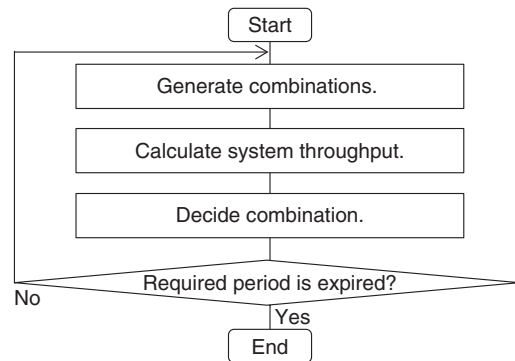 Start
Generate combinations.
Calculate system throughput.
Decide combination.
Required period is expired?
No
Yes
End